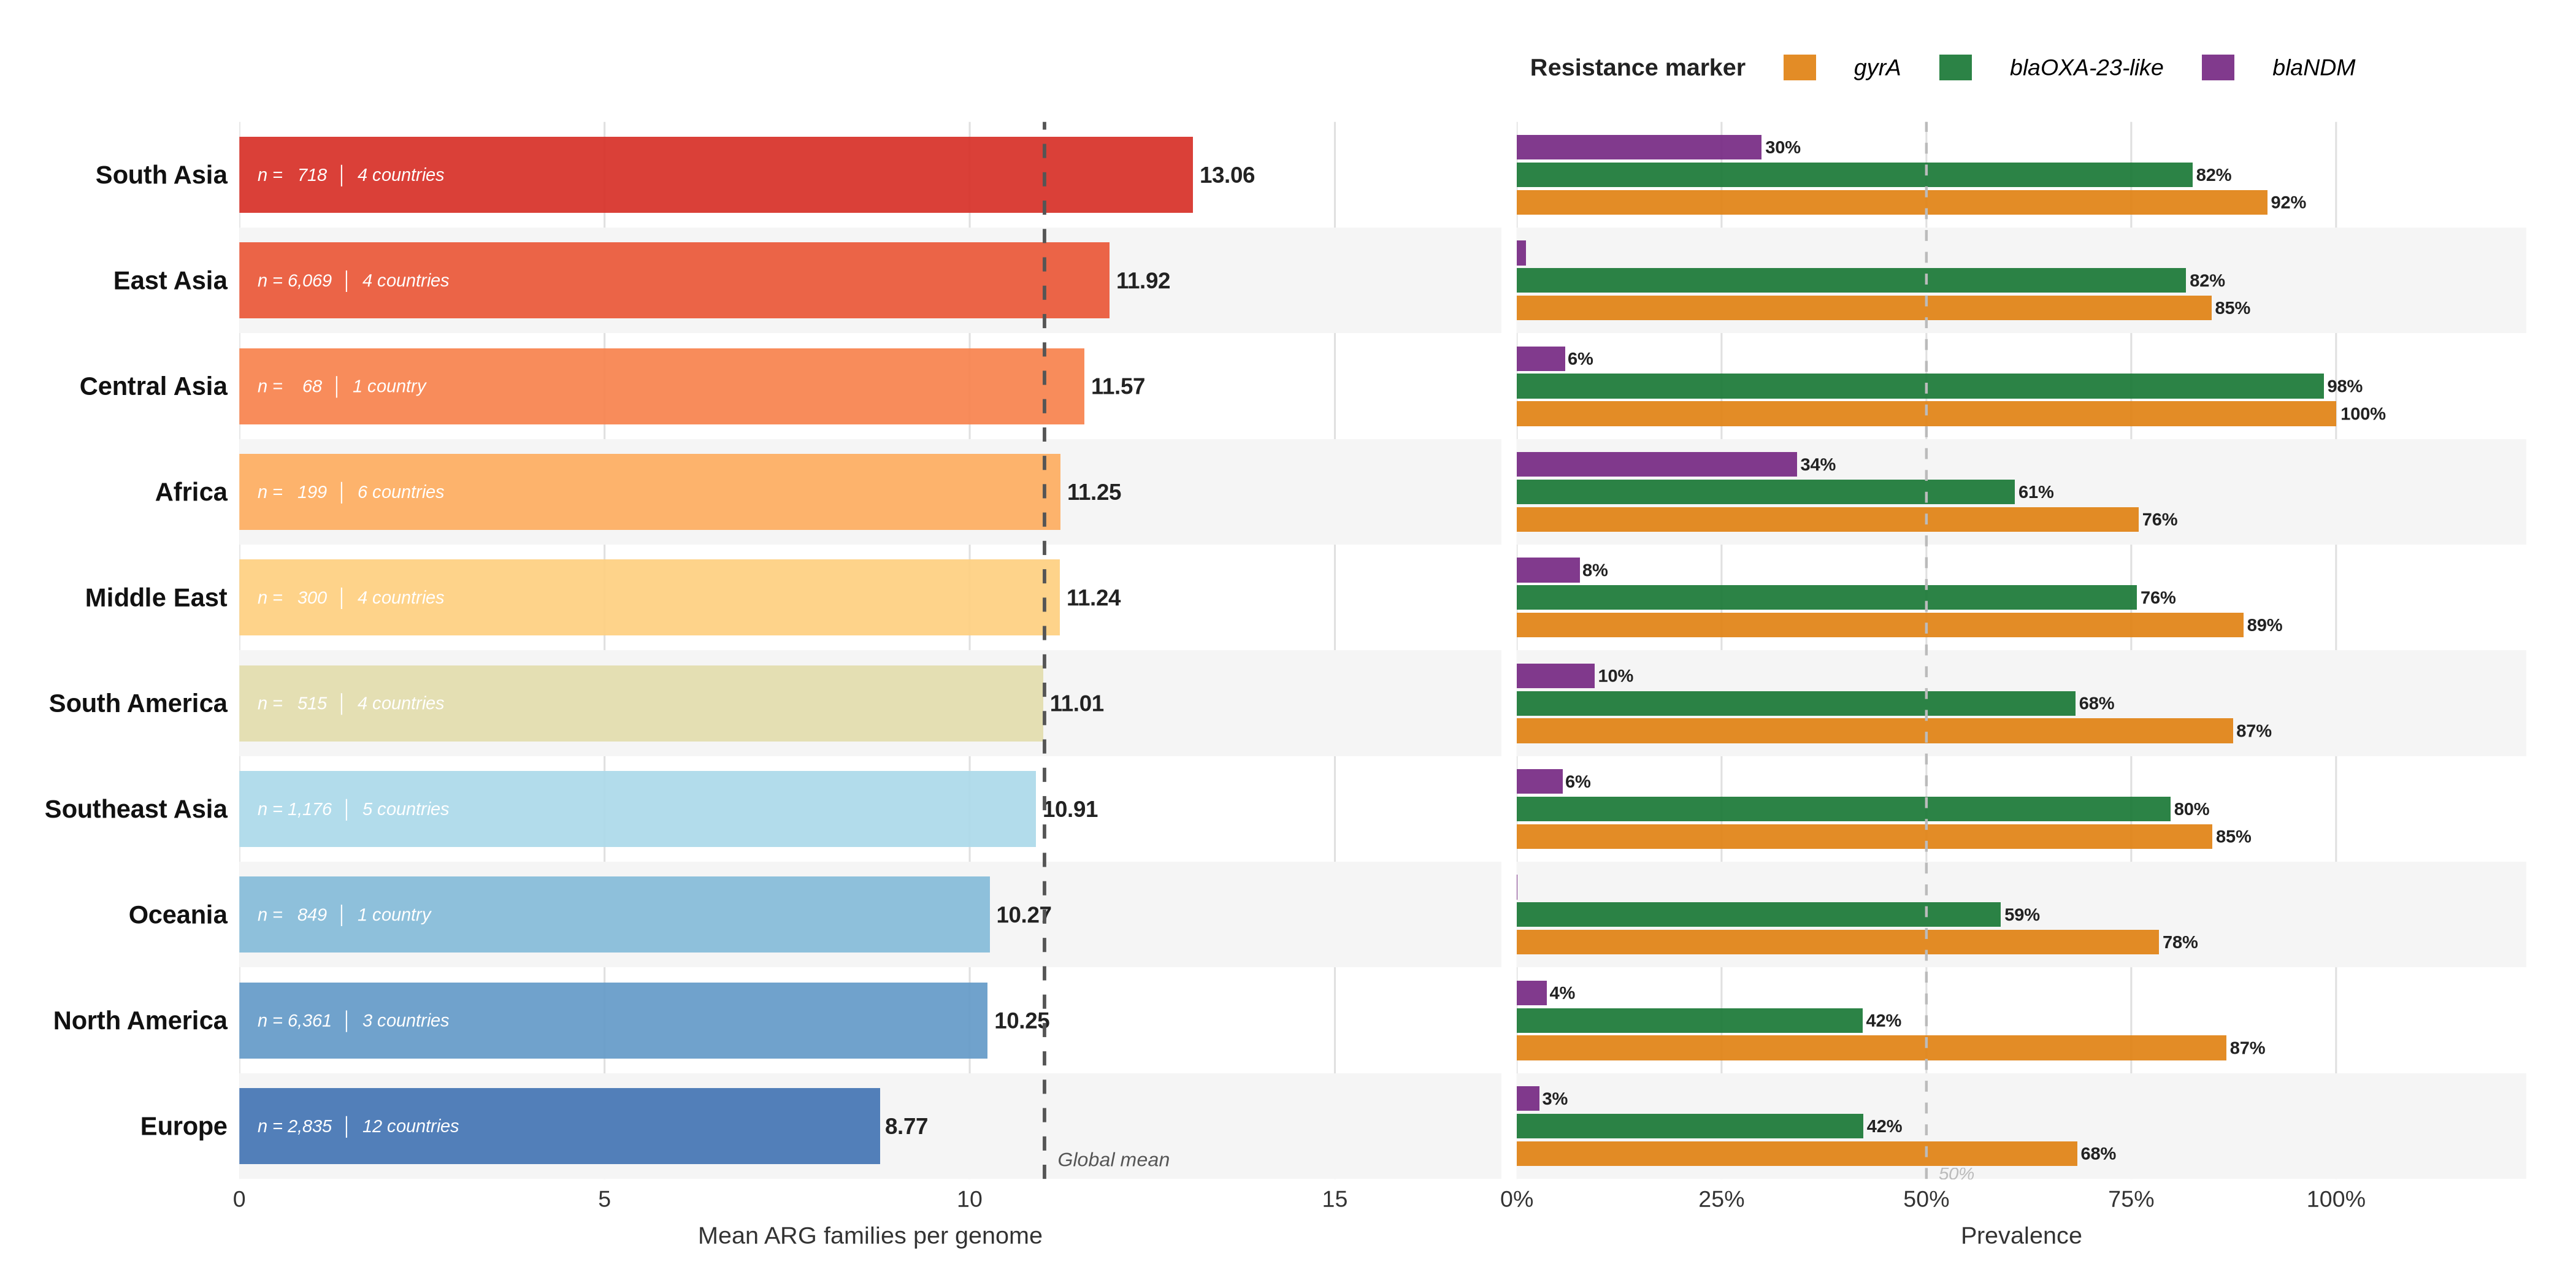 Resistance marker gyrA blaOXA-23-like blaNDM
South Asia n = 718 | 4 countries 13.06 30%
82%
92%
East Asia n = 6,069 | 4 countries 11.92 82%
85%
Central Asia n = 68 | 1 country 11.57 6%
98%
100%
Africa n = 199 | 6 countries 11.25 34%
61%
76%
Middle East n = 300 | 4 countries 11.24 8%
76%
89%
South America n = 515 | 4 countries 11.01 10%
68%
87%
Southeast Asia n = 1,176 | 5 countries 10.91 6%
80%
85%
Oceania n = 849 | 1 country 10.27 59%
78%
North America n = 6,361 | 3 countries 10.25 4%
42%
87%
Europe n = 2,835 | 12 countries 8.77 3%
42%
68%
Global mean 50%
0 5 10 15 0% 25% 50% 75% 100%
Mean ARG families per genome Prevalence